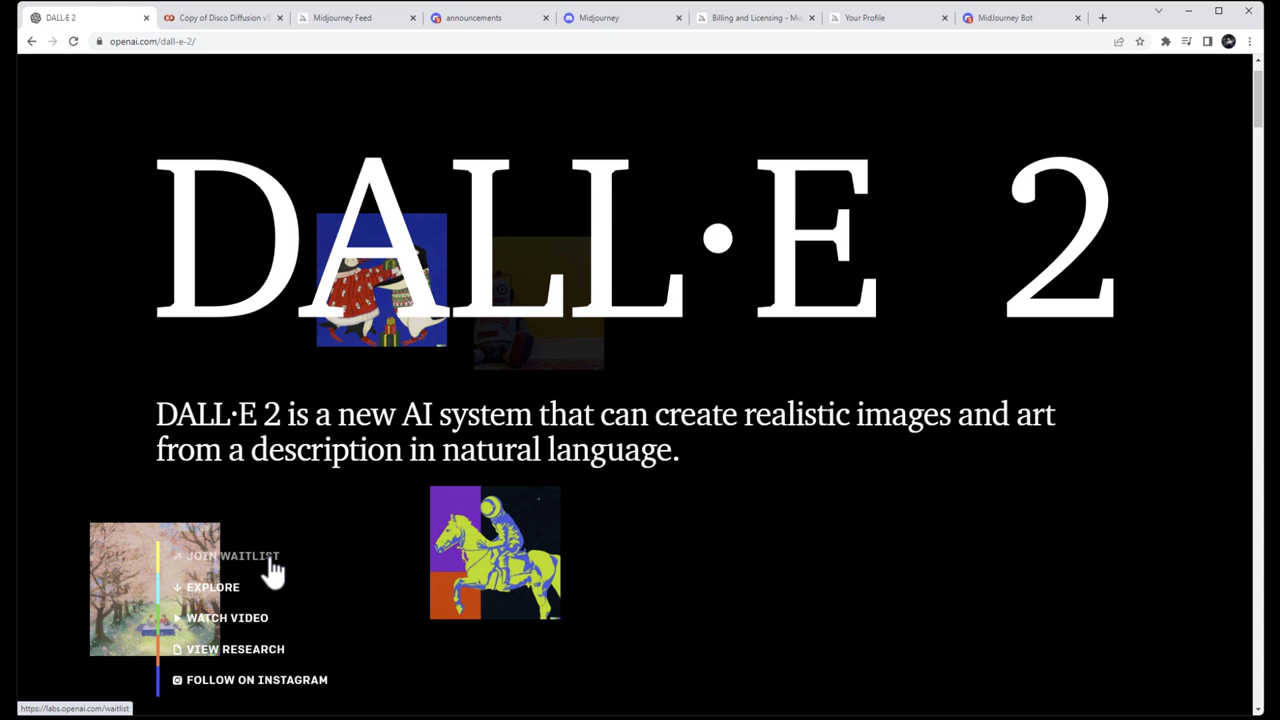 DALL·E 2
Copy of Disco Diffusion v5
Midjourney Feed
announcements
Midjourney
Billing and Licensing - Mi
Your Profile
MidJourney Bot
openai.com/dall-e-2/
DALL·E 2
DALL·E 2 is a new AI system that can create realistic images and art
from a description in natural language.
JOIN WAITLIST
EXPLORE
WATCH VIDEO
VIEW RESEARCH
FOLLOW ON INSTAGRAM
https://labs.openai.com/waitlist